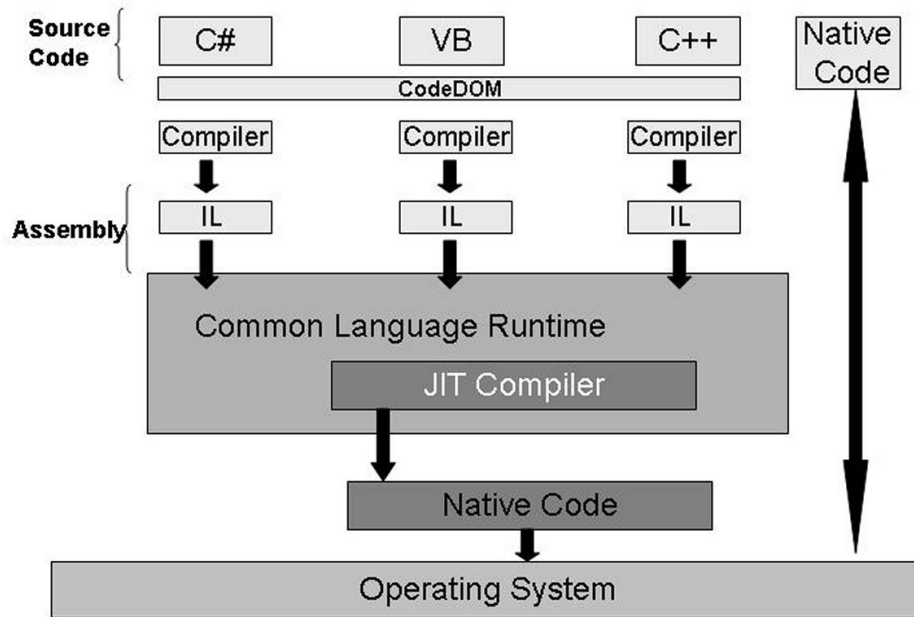 Source
Code
C#
VB
C++
Native
Code
CodeDOM
Compiler
Compiler
Compiler
Assembly
IL
IL
IL
Common Language Runtime
JIT Compiler
Native Code
Operating System